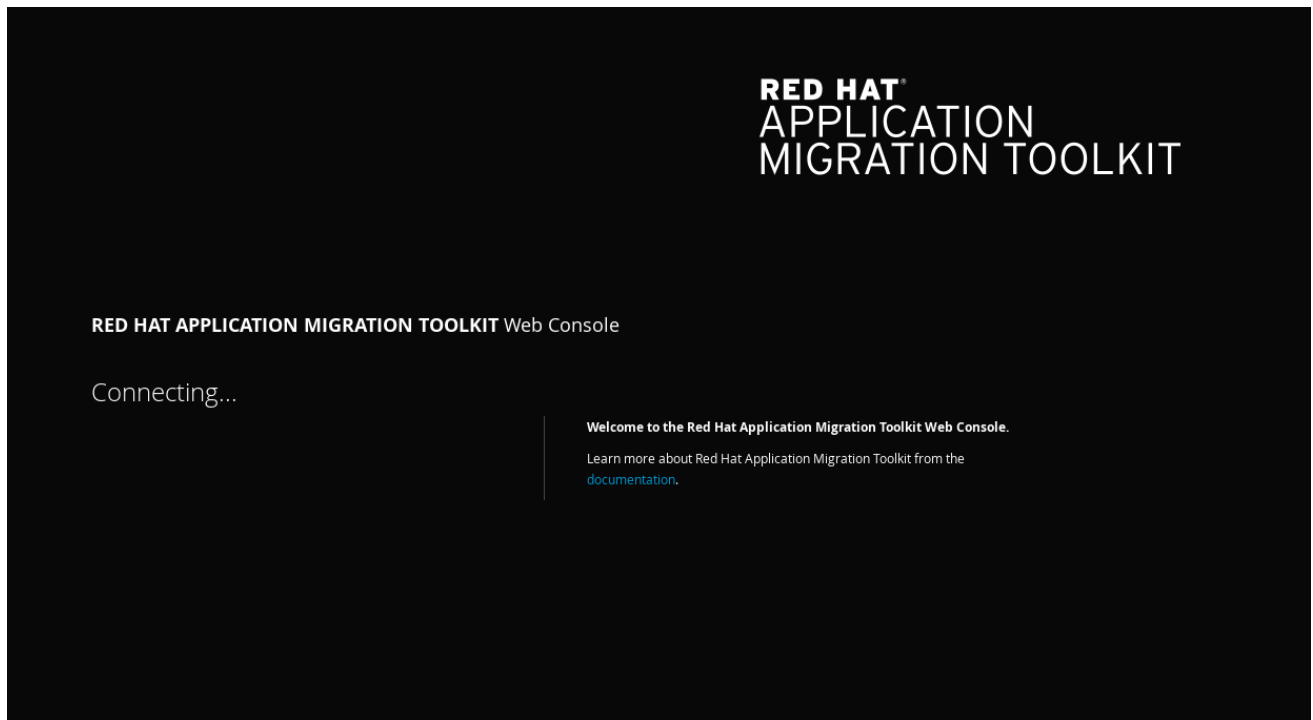 RED HAT®
APPLICATION
MIGRATION TOOLKIT
RED HAT APPLICATION MIGRATION TOOLKIT Web Console
Connecting...
Welcome to the Red Hat Application Migration Toolkit Web Console.
Learn more about Red Hat Application Migration Toolkit from the
documentation.